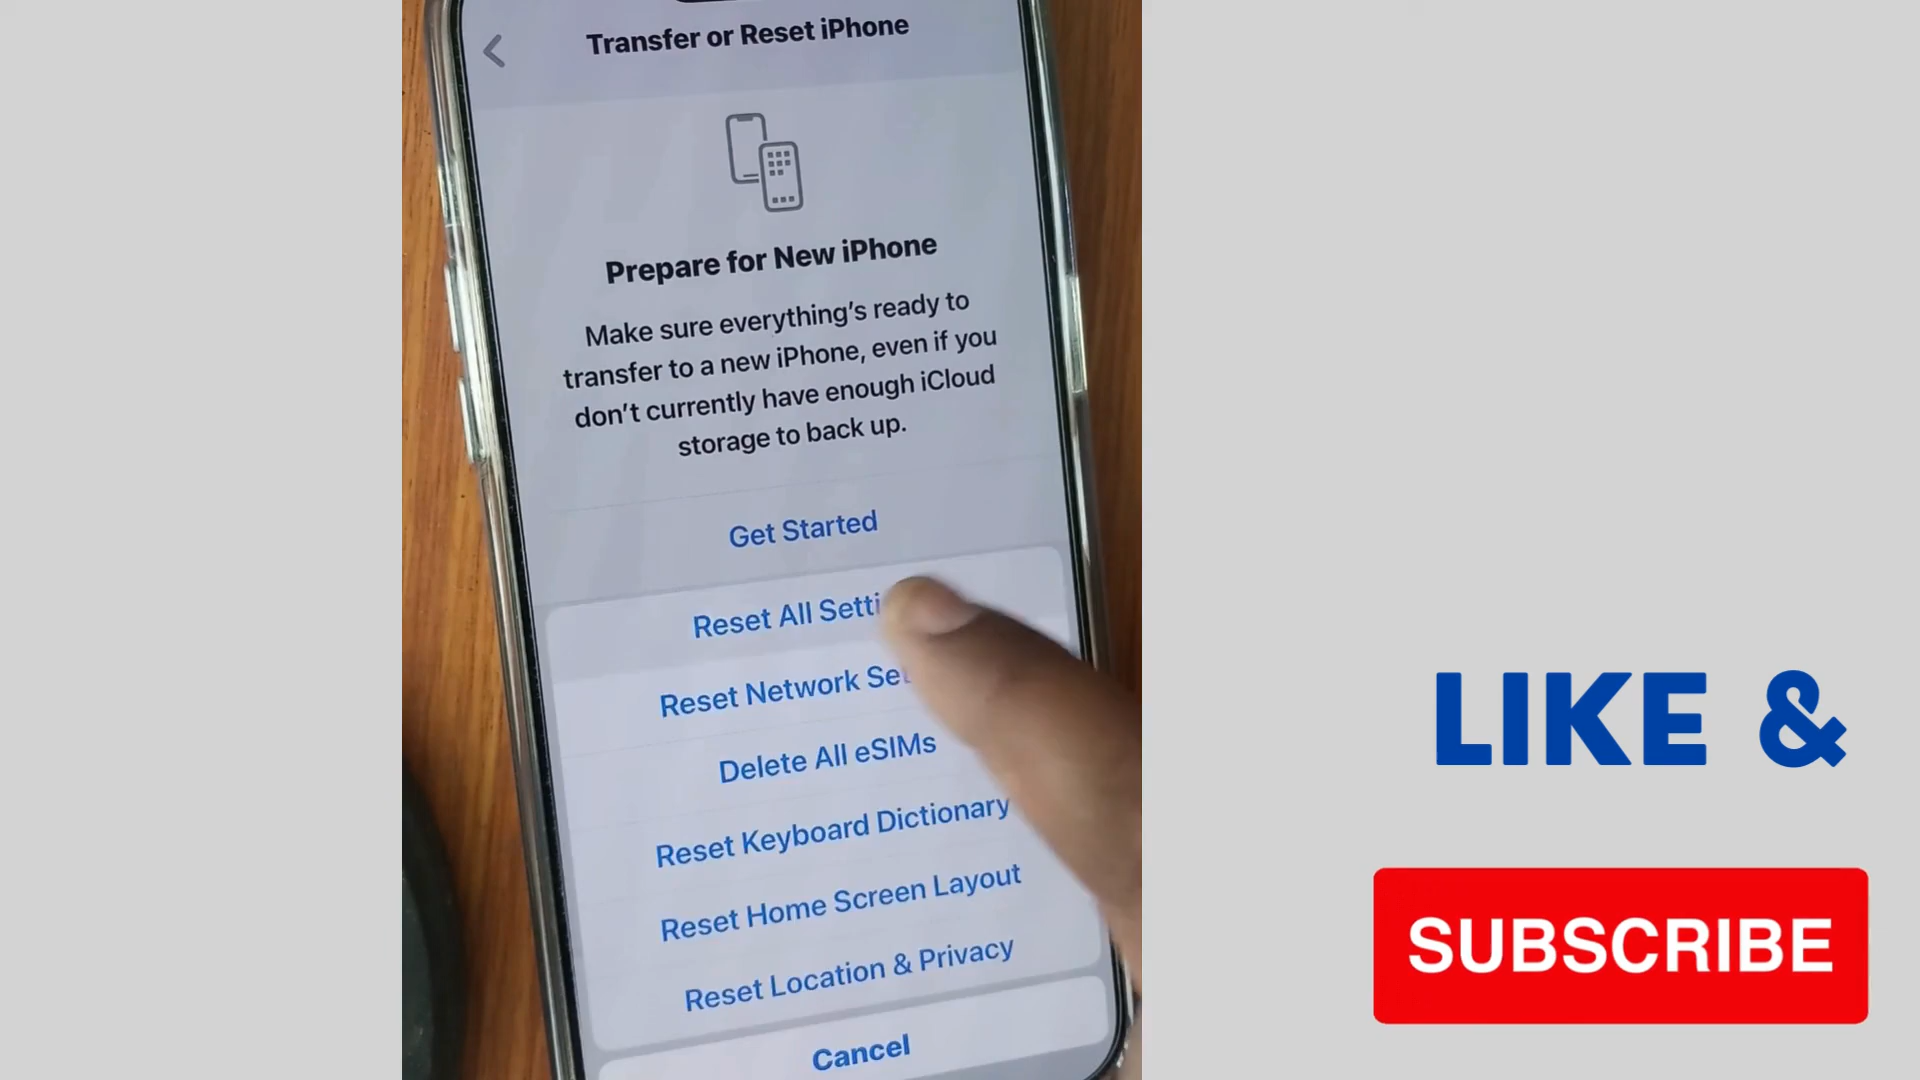 Transfer or Reset iPhone
Prepare for New iPhone
Make sure everything's ready to
transfer to a new iPhone, even if you
don't currently have enough iCloud
storage to back up.
Get Started
Reset All Setti
Reset Network Se
Delete All eSIMs
Reset Keyboard Dictionary
Reset Home Screen Layout
Reset Location & Privacy
Cancel
LIKE &
SUBSCRIBE